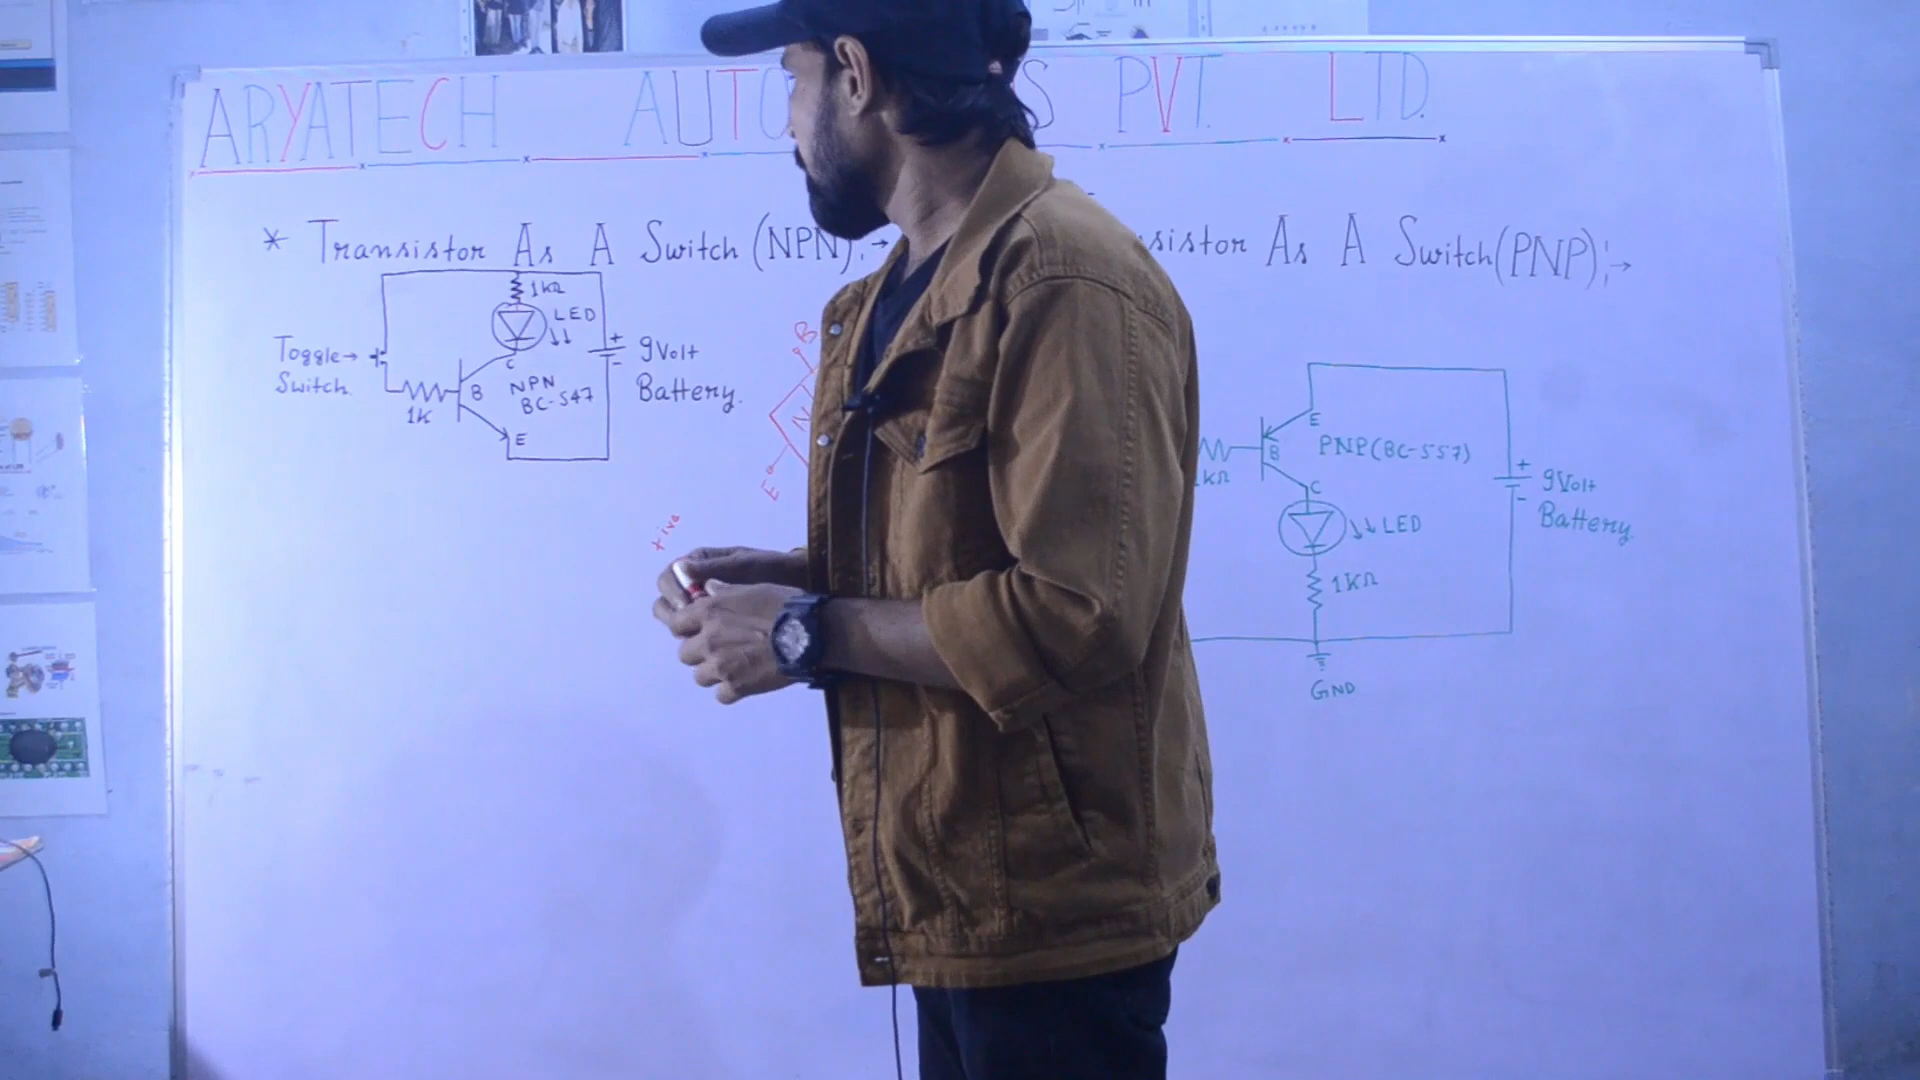 ARYATECH AUTO S PVT. LTD.
* Transistor As A Switch (NPN):→
sistor As A Switch (PNP):→
1kΩ
LED
Toggle→
Switch
+
-
9Volt
Battery.
C
B
NPN
BC-547
1K
E
B
N
E
+ive
E
B
PNP(BC-557)
1kΩ
C
+
-
9Volt
Battery
LED
1kΩ
GND